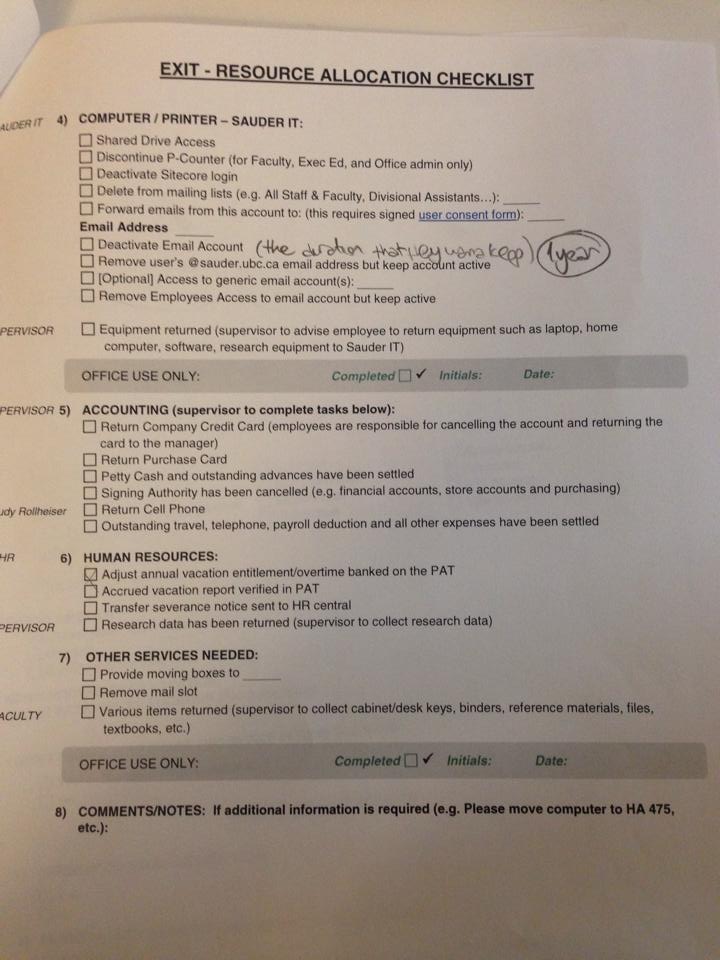 EXIT - RESOURCE ALLOCATION CHECKLIST
AUDER IT 4) COMPUTER / PRINTER – SAUDER IT:
☐ Shared Drive Access
☐ Discontinue P-Counter (for Faculty, Exec Ed, and Office admin only)
☐ Deactivate Sitecore login
☐ Delete from mailing lists (e.g. All Staff & Faculty, Divisional Assistants...): _____
☐ Forward emails from this account to: (this requires signed user consent form): _____
Email Address _____
☐ Deactivate Email Account (the duration that they wanna keep) 1 year
☐ Remove user's @sauder.ubc.ca email address but keep account active
☐ [Optional] Access to generic email account(s): _____
☐ Remove Employees Access to email account but keep active
PERVISOR ☐ Equipment returned (supervisor to advise employee to return equipment such as laptop, home
computer, software, research equipment to Sauder IT)
OFFICE USE ONLY: Completed ☐ ✓ Initials: Date:
PERVISOR 5) ACCOUNTING (supervisor to complete tasks below):
☐ Return Company Credit Card (employees are responsible for cancelling the account and returning the
card to the manager)
☐ Return Purchase Card
☐ Petty Cash and outstanding advances have been settled
☐ Signing Authority has been cancelled (e.g. financial accounts, store accounts and purchasing)
udy Rollheiser ☐ Return Cell Phone
☐ Outstanding travel, telephone, payroll deduction and all other expenses have been settled
HR 6) HUMAN RESOURCES:
☑ Adjust annual vacation entitlement/overtime banked on the PAT
☐ Accrued vacation report verified in PAT
☐ Transfer severance notice sent to HR central
PERVISOR ☐ Research data has been returned (supervisor to collect research data)
7) OTHER SERVICES NEEDED:
☐ Provide moving boxes to _____
☐ Remove mail slot
ACULTY ☐ Various items returned (supervisor to collect cabinet/desk keys, binders, reference materials, files,
textbooks, etc.)
OFFICE USE ONLY: Completed ☐ ✓ Initials: Date:
8) COMMENTS/NOTES: If additional information is required (e.g. Please move computer to HA 475,
etc.):